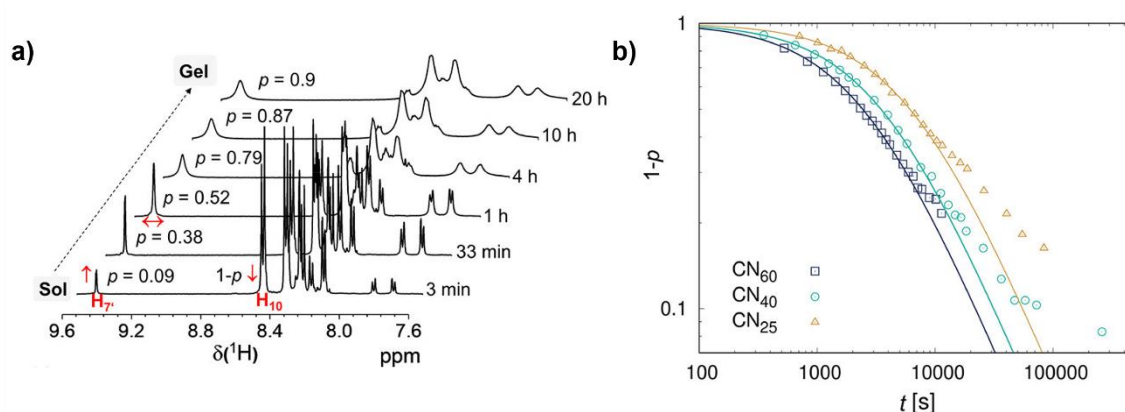 a)
Gel
p = 0.9
20 h
p = 0.87
10 h
p = 0.79
4 h
p = 0.52
1 h
p = 0.38
33 min
Sol
p = 0.09
1-p
3 min
H7'
H10
9.6 9.2 8.8 8.4 8.0 7.6
δ(¹H) ppm
b)
1
0.1
1-p
CN60
CN40
CN25
100 1000 10000 100000
t [s]